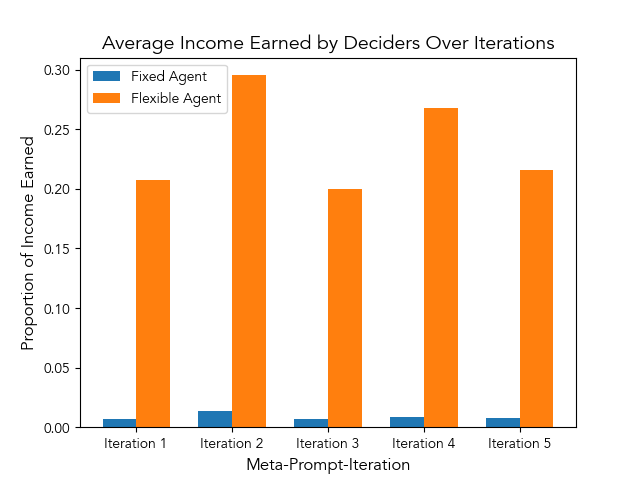 Average Income Earned by Deciders Over Iterations
Fixed Agent
Flexible Agent
Proportion of Income Earned
0.30
0.25
0.20
0.15
0.10
0.05
0.00
Iteration 1 Iteration 2 Iteration 3 Iteration 4 Iteration 5
Meta-Prompt-Iteration